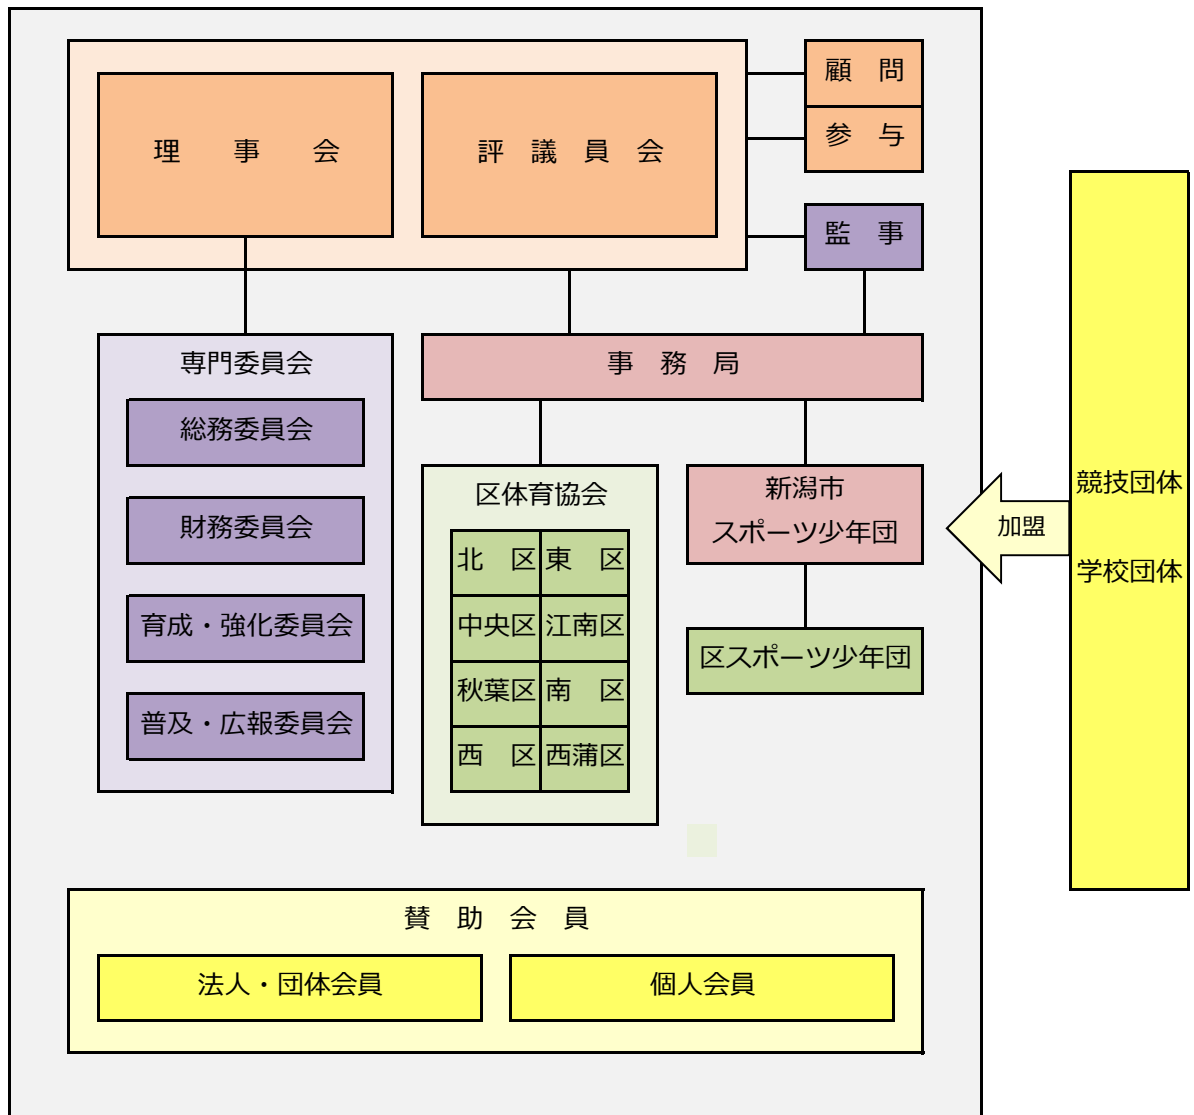 顧　問
参　与
理　　事　　会
評　議　員　会
監　事
専門委員会
総務委員会
財務委員会
育成・強化委員会
普及・広報委員会
事　務　局
区体育協会
北　区
東　区
中央区
江南区
秋葉区
南　区
西　区
西蒲区
新潟市
スポーツ少年団
区スポーツ少年団
加盟
競技団体
学校団体
賛　助　会　員
法人・団体会員
個人会員